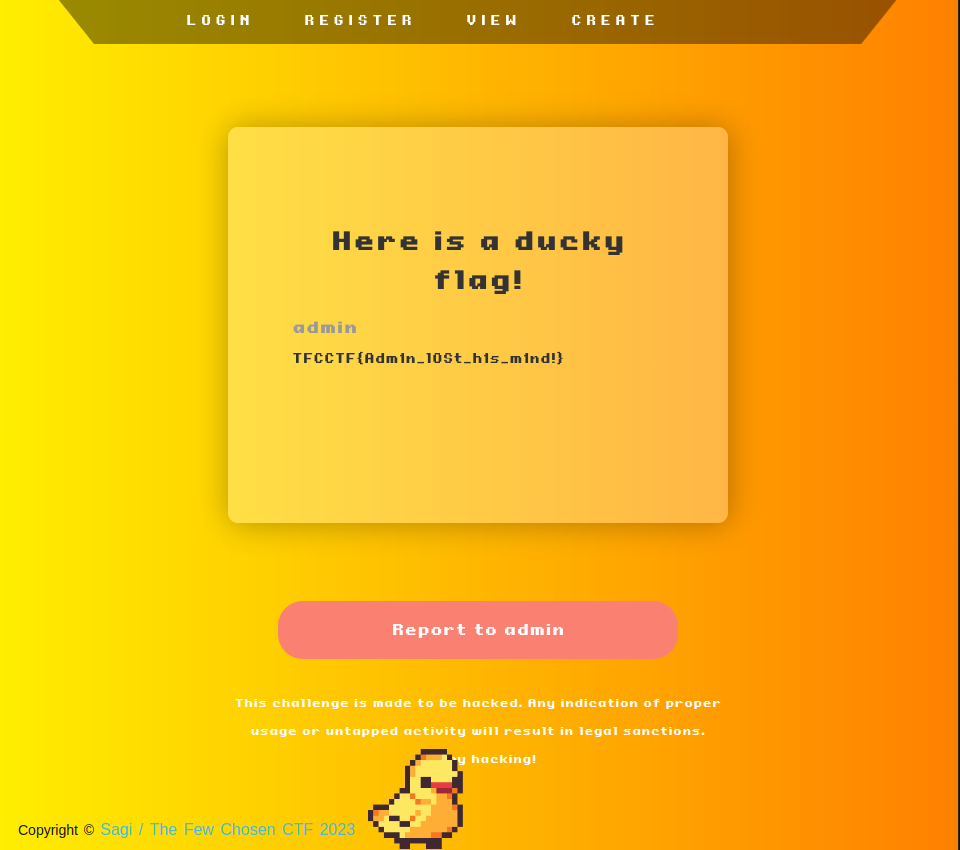 LOGIN REGISTER VIEW CREATE
Here is a ducky
flag!
admin
TFCCTF{Adm1n_l0St_h1s_m1nd!}
Report to admin
This challenge is made to be hacked. Any indication of proper
usage or untapped activity will result in legal sanctions.
hacking!
Copyright © Sagi / The Few Chosen CTF 2023